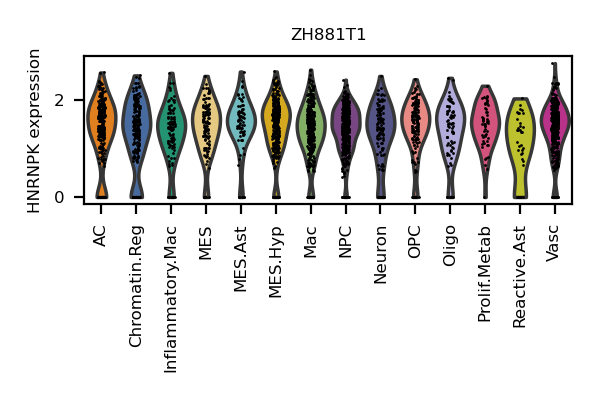 ZH881T1
HNRNPK expression
2
0
AC
Chromatin.Reg
Inflammatory.Mac
MES
MES.Ast
MES.Hyp
Mac
NPC
Neuron
OPC
Oligo
Prolif.Metab
Reactive.Ast
Vasc